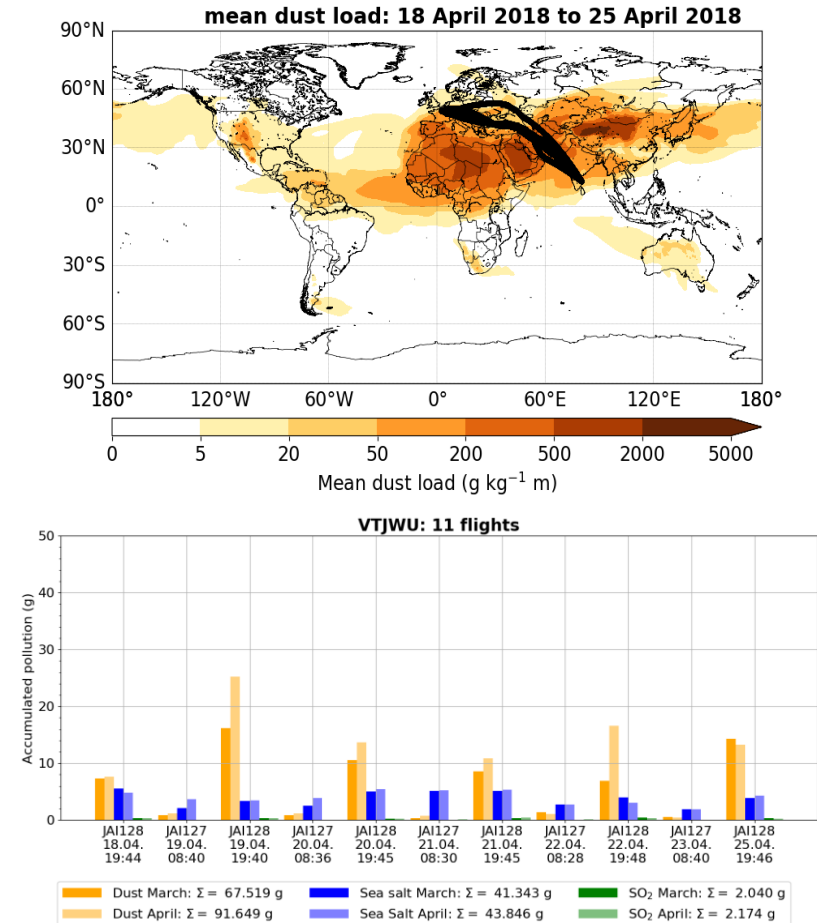 mean dust load: 18 April 2018 to 25 April 2018
90°N
60°N
30°N
0°
30°S
60°S
90°S
180° 120°W 60°W 0° 60°E 120°E 180°
0 5 20 50 200 500 2000 5000
Mean dust load (g kg⁻¹ m)
VTJWU: 11 flights
50
40
30
20
10
0
Accumulated pollution (g)
JAI128 JAI127 JAI128 JAI127 JAI128 JAI127 JAI128 JAI127 JAI128 JAI127 JAI128
18.04. 19.04. 19.04. 20.04. 20.04. 21.04. 21.04. 22.04. 22.04. 23.04. 25.04.
19:44 08:40 19:40 08:36 19:45 08:30 19:45 08:28 19:48 08:40 19:46
Dust March: Σ = 67.519 g Sea salt March: Σ = 41.343 g SO₂ March: Σ = 2.040 g
Dust April: Σ = 91.649 g Sea Salt April: Σ = 43.846 g SO₂ April: Σ = 2.174 g